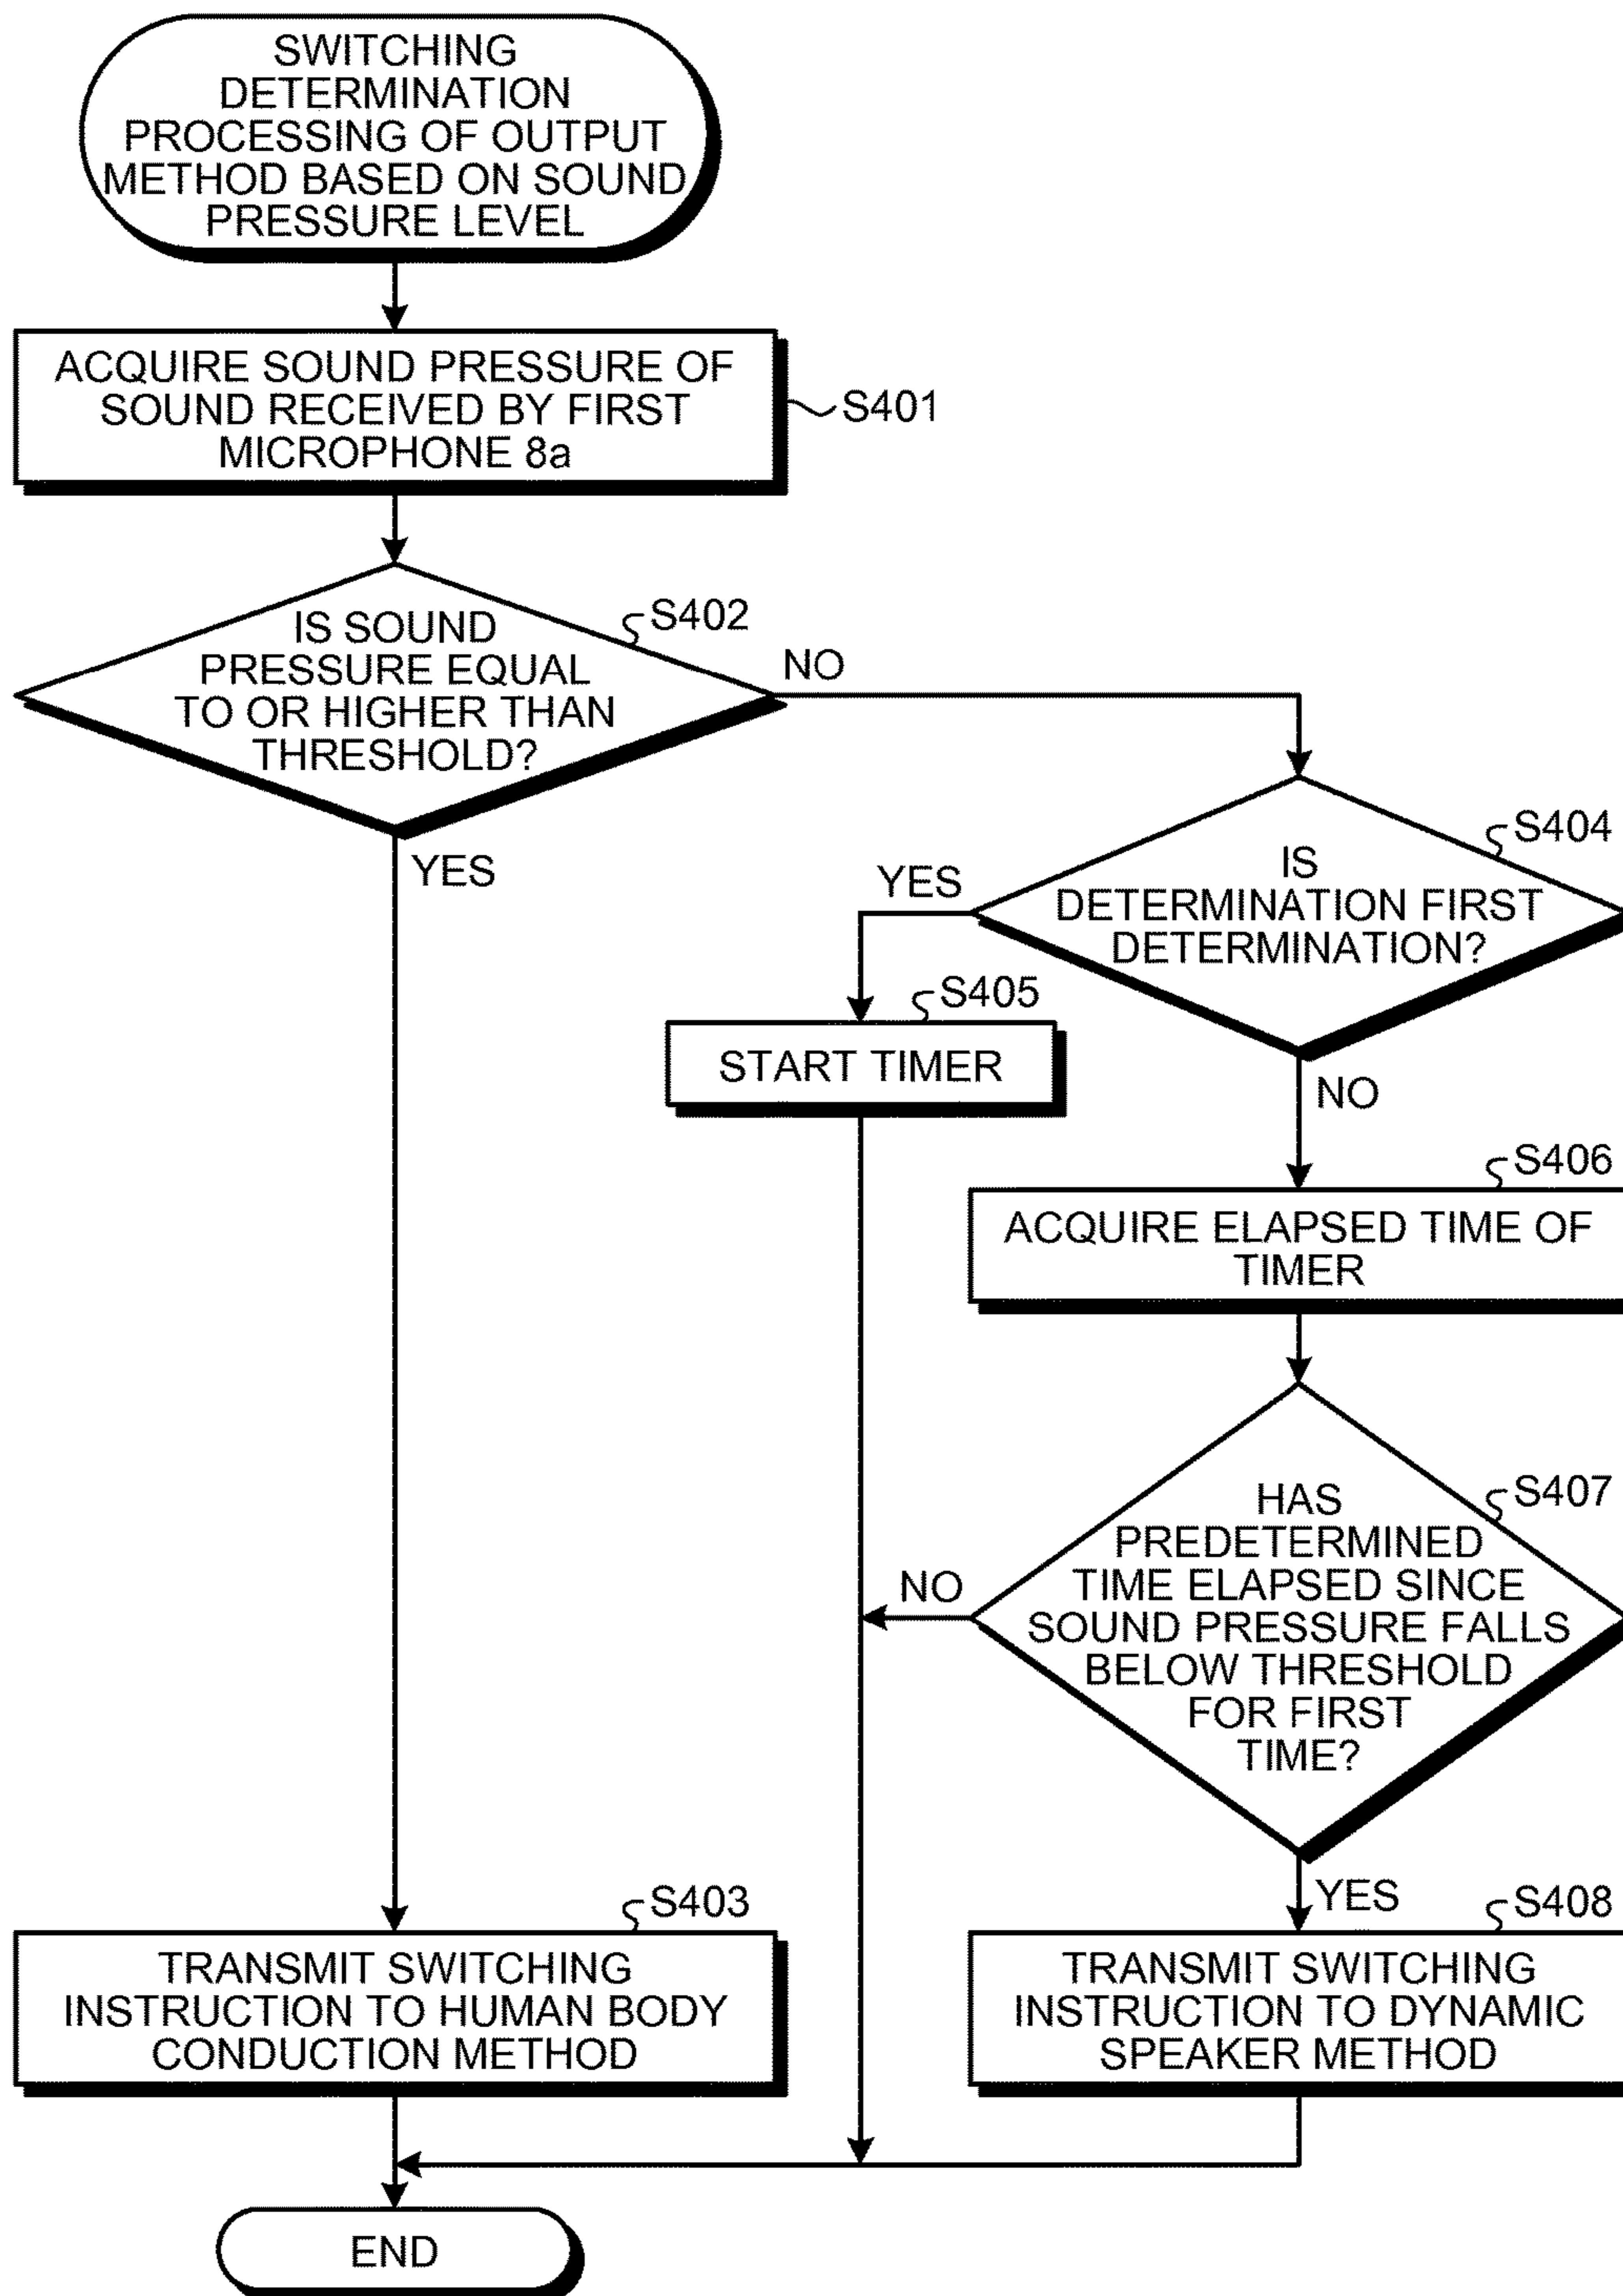 SWITCHING
DETERMINATION
PROCESSING OF OUTPUT
METHOD BASED ON SOUND
PRESSURE LEVEL
ACQUIRE SOUND PRESSURE OF
SOUND RECEIVED BY FIRST
MICROPHONE 8a
S401
IS SOUND
PRESSURE EQUAL
TO OR HIGHER THAN
THRESHOLD?
S402
NO
YES
S404
IS
DETERMINATION FIRST
DETERMINATION?
YES
S405
START TIMER
NO
S406
ACQUIRE ELAPSED TIME OF
TIMER
S407
HAS
PREDETERMINED
TIME ELAPSED SINCE
SOUND PRESSURE FALLS
BELOW THRESHOLD
FOR FIRST
TIME?
NO
YES
S403
TRANSMIT SWITCHING
INSTRUCTION TO HUMAN BODY
CONDUCTION METHOD
S408
TRANSMIT SWITCHING
INSTRUCTION TO DYNAMIC
SPEAKER METHOD
END